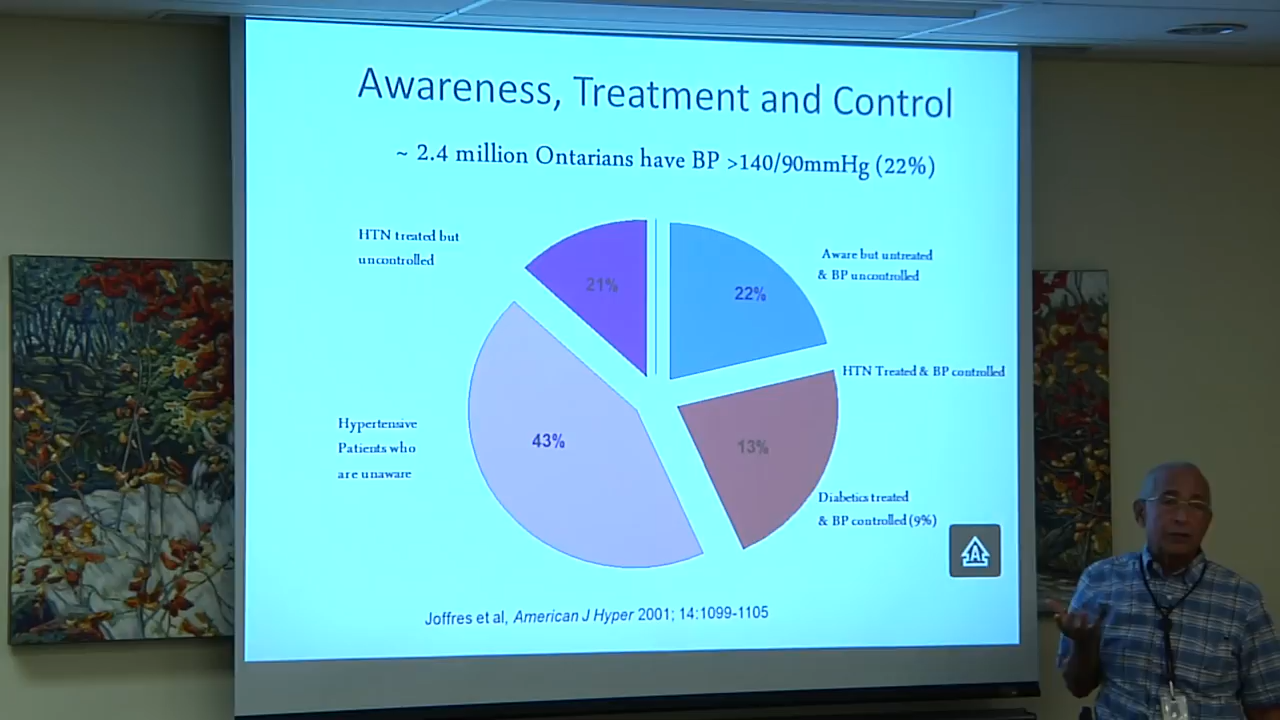 Awareness, Treatment and Control
~ 2.4 million Ontarians have BP >140/90mmHg (22%)
HTN treated but
uncontrolled
21%
22%
Aware but untreated
& BP uncontrolled
HTN Treated & BP controlled
Hypertensive
Patients who
are unaware
43%
13%
Diabetics treated
& BP controlled (9%)
A
Joffres et al, American J Hyper 2001; 14:1099-1105